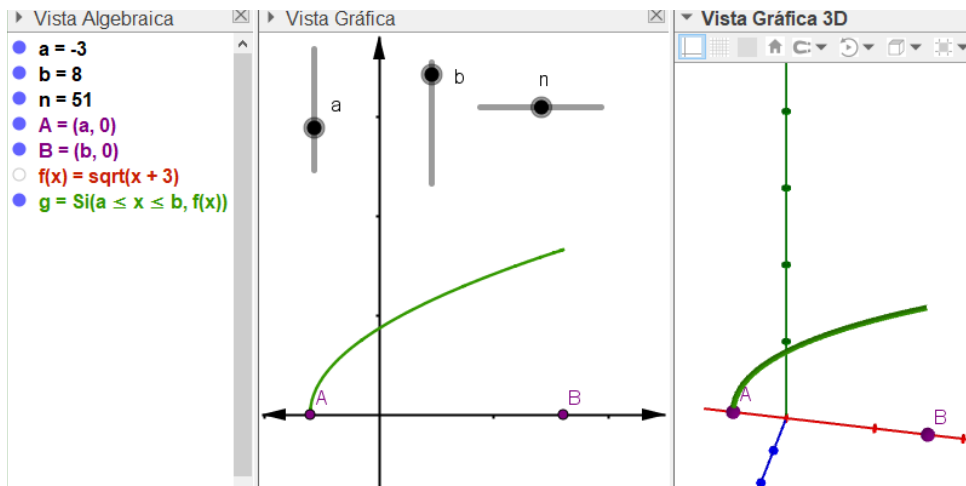 Vista Algebraica
a = -3
b = 8
n = 51
A = (a, 0)
B = (b, 0)
f(x) = sqrt(x + 3)
g = Si(a ≤ x ≤ b, f(x))
Vista Gráfica
a
b
n
A
B
Vista Gráfica 3D
A
B